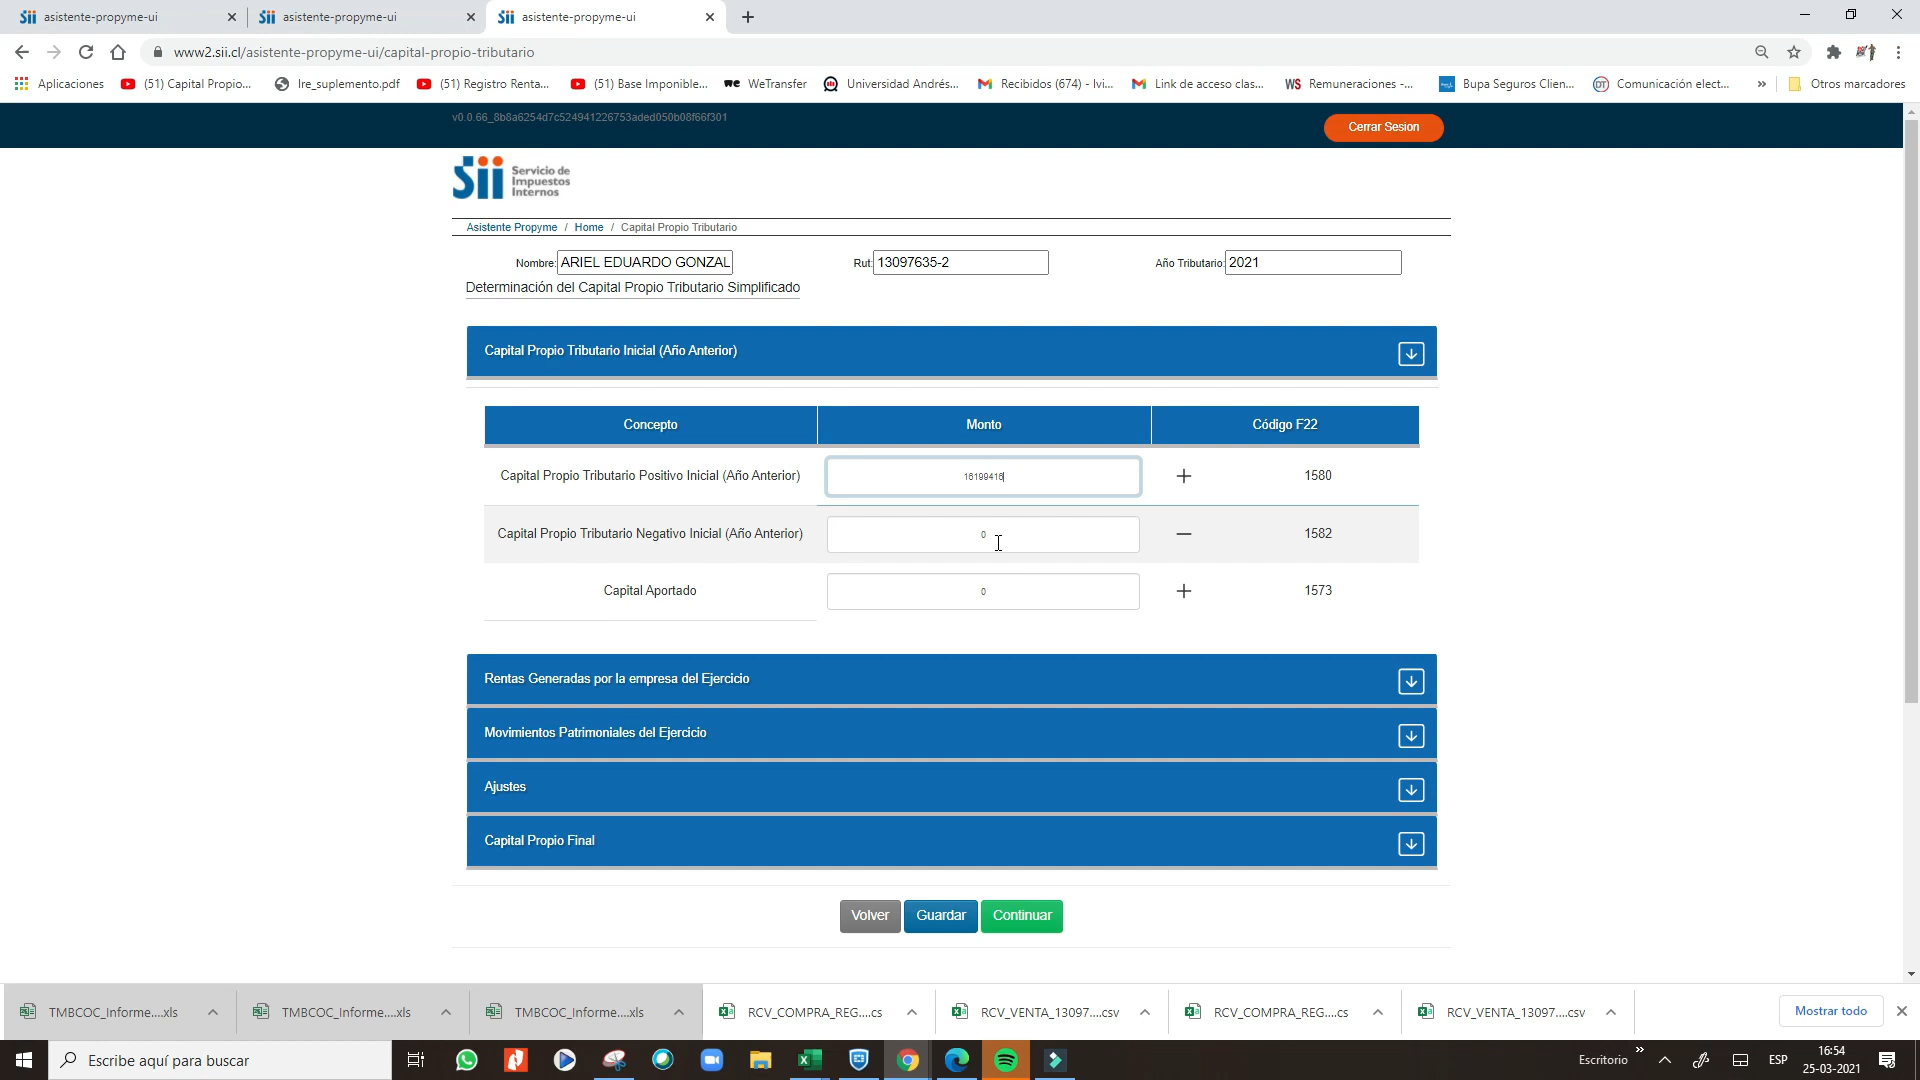 asistente-propyme-ui
asistente-propyme-ui
asistente-propyme-ui
www2.sii.cl/asistente-propyme-ui/capital-propio-tributario
Aplicaciones
(51) Capital Propio...
lre_suplemento.pdf
(51) Registro Renta...
(51) Base Imponible...
WeTransfer
Universidad Andrés...
Recibidos (674) - lvi...
Link de acceso clas...
WS Remuneraciones -...
Bupa Seguros Clien...
DT Comunicación elect...
»
Otros marcadores
v0.0.66_8b8a6254d7c524941226753aded050b08f66f301
Cerrar Sesion
Sii Servicio de
Impuestos
Internos
Asistente Propyme / Home / Capital Propio Tributario
Nombre: ARIEL EDUARDO GONZAL
Rut: 13097635-2
Año Tributario: 2021
Determinación del Capital Propio Tributario Simplificado
Capital Propio Tributario Inicial (Año Anterior)
Concepto
Monto
Código F22
Capital Propio Tributario Positivo Inicial (Año Anterior)
16199416
+
1580
Capital Propio Tributario Negativo Inicial (Año Anterior)
0
−
1582
Capital Aportado
0
+
1573
Rentas Generadas por la empresa del Ejercicio
Movimientos Patrimoniales del Ejercicio
Ajustes
Capital Propio Final
Volver
Guardar
Continuar
TMBCOC_Informe....xls
TMBCOC_Informe....xls
TMBCOC_Informe....xls
RCV_COMPRA_REG....cs
RCV_VENTA_13097....csv
RCV_COMPRA_REG....cs
RCV_VENTA_13097....csv
Mostrar todo
Escribe aquí para buscar
Escritorio
»
ESP
16:54
25-03-2021